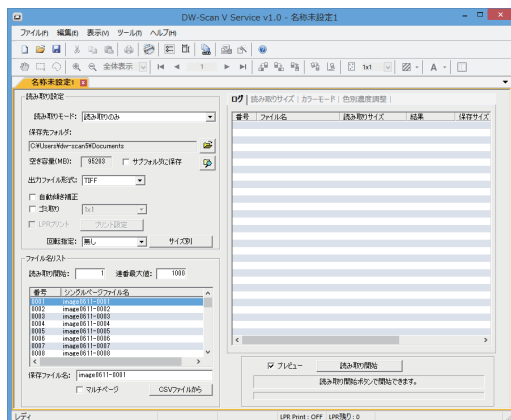 DW-Scan V Service v1.0 - 名称未設定1
ファイル(F) 編集(E) 表示(V) ツール(T) ヘルプ(H)
全体表示 1 1x1 A
名称未設定1
読み取り設定
読み取りモード: 読み取りのみ
保存先フォルダ:
C:¥Users¥dw-scan5¥Documents
空き容量(MB): 95203 サブフォルダに保存
出力ファイル形式: TIFF
自動傾き補正
ゴミ取り 1x1
LPRプリント プリント設定
回転指定: 無し サイズ別
ファイル名リスト
読み取り開始: 1 連番最大値: 1000
番号 シングルページファイル名
0001 image0611-0001
0002 image0611-0002
0003 image0611-0003
0004 image0611-0004
0005 image0611-0005
0006 image0611-0006
0007 image0611-0007
0008 image0611-0008
保存ファイル名: image0611-0001
マルチページ CSVファイルから
ログ 読み取りサイズ カラーモード 色別濃度調整
番号 ファイル名 読み取りサイズ 結果 保存サイズ
プレビュー 読み取り開始
読み取り開始ボタンで開始できます。
レディ LPR Print : OFF LPR残り : 0